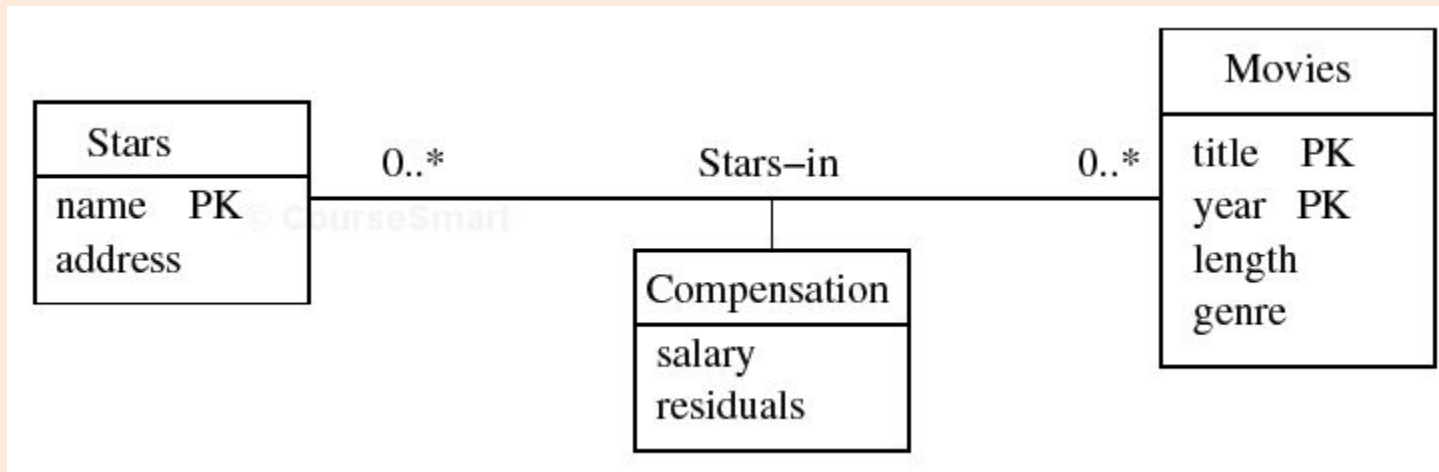 Stars
name PK
address
0..*
Stars–in
0..*
Compensation
salary
residuals
Movies
title PK
year PK
length
genre
© CourseSmart